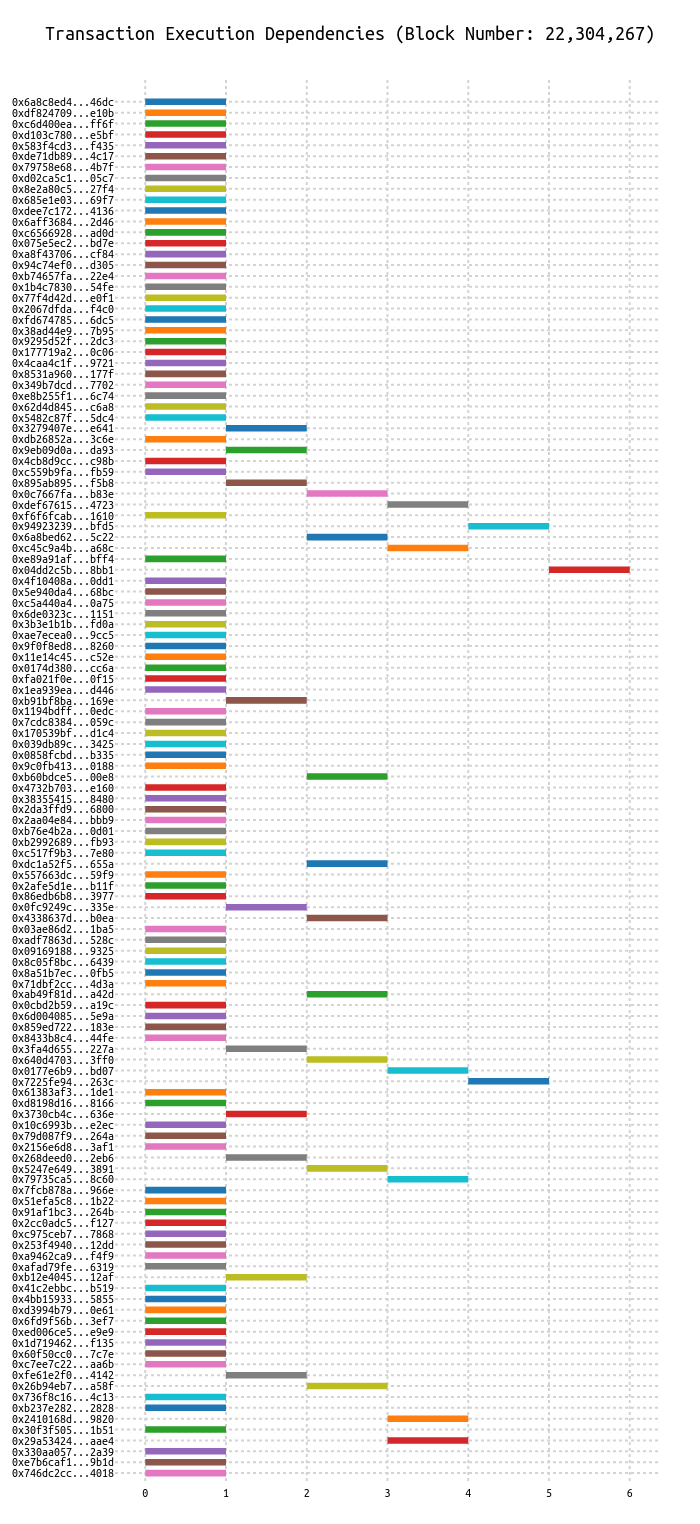 Transaction Execution Dependencies (Block Number: 22,304,267)
0x6a8c8ed4...46dc
0xdf824709...e10b
0xc6d400ea...ff6f
0xd103c780...e5bf
0x583f4cd3...f435
0xde71db89...4c17
0x79758e68...4b7f
0xd02ca5c1...05c7
0x8e2a80c5...27f4
0x685e1e03...69f7
0xdee7c172...4136
0x6aff3684...2d46
0xc6566928...ad0d
0x075e5ec2...bd7e
0xa8f43706...cf84
0x94c74ef0...d305
0xb74657fa...22e4
0x1b4c7830...54fe
0x77f4d42d...e0f1
0x2067dfda...f4c0
0xfd674785...6dc5
0x38ad44e9...7b95
0x9295d52f...2dc3
0x177719a2...0c06
0x4caa4c1f...9721
0x8531a960...177f
0x349b7dcd...7702
0xe8b255f1...6c74
0x62d4d845...c6a8
0x5482c87f...5dc4
0x3279407e...e641
0xdb26852a...3c6e
0x9eb09d0a...da93
0x4cb8d9cc...c98b
0xc559b9fa...fb59
0x895ab895...f5b8
0x0c7667fa...b83e
0xdef67615...4723
0xf6f6fcab...1610
0x94923239...bfd5
0x6a8bed62...5c22
0xc45c9a4b...a68c
0xe89a91af...bff4
0x04dd2c5b...8bb1
0x4f10408a...0dd1
0x5e940da4...68bc
0xc5a440a4...0a75
0x6de0323c...1151
0x3b3e1b1b...fd0a
0xae7ecea0...9cc5
0x9f0f8ed8...8260
0x11e14c45...c52e
0x0174d380...cc6a
0xfa021f0e...0f15
0x1ea939ea...d446
0xb91bf8ba...169e
0x1194bdff...0edc
0x7cdc8384...059c
0x170539bf...d1c4
0x039db89c...3425
0x0858fcbd...b335
0x9c0fb413...0188
0xb60bdce5...00e8
0x4732b703...e160
0x38355415...8480
0x2da3ffd9...6800
0x2aa04e84...bbb9
0xb76e4b2a...0d01
0xb2992689...fb93
0xc517f9b3...7e80
0xdc1a52f5...655a
0x557663dc...59f9
0x2afe5d1e...b11f
0x86edb6b8...3977
0x0fc9249c...335e
0x4338637d...b0ea
0x03ae86d2...1ba5
0xadf7863d...528c
0x09169188...9325
0x8c05f8bc...6439
0x8a51b7ec...0fb5
0x71dbf2cc...4d3a
0xab49f81d...a42d
0x0cbd2b59...a19c
0x6d004085...5e9a
0x859ed722...183e
0x8433b8c4...44fe
0x3fa4d655...227a
0x640d4703...3ff0
0x0177e6b9...bd07
0x7225fe94...263c
0x61383af3...1de1
0xd8198d16...8166
0x3730cb4c...636e
0x10c6993b...e2ec
0x79d087f9...264a
0x2156e6d8...3af1
0x268deed0...2eb6
0x5247e649...3891
0x79735ca5...8c60
0x7fcb878a...966e
0x51efa5c8...1b22
0x91af1bc3...264b
0x2cc0adc5...f127
0xc975ceb7...7868
0x253f4940...12dd
0xa9462ca9...f4f9
0xafad79fe...6319
0xb12e4045...12af
0x41c2ebbc...b519
0x4bb15933...5855
0xd3994b79...0e61
0x6fd9f56b...3ef7
0xed006ce5...e9e9
0x1d719462...f135
0x60f50cc0...7c7e
0xc7ee7c22...aa6b
0xfe61e2f0...4142
0x26b94eb7...a58f
0x736f8c16...4c13
0xb237e282...2828
0x2410168d...9820
0x30f3f505...1b51
0x29a53424...aae4
0x330aa057...2a39
0xe7b6caf1...9b1d
0x746dc2cc...4018
0 1 2 3 4 5 6